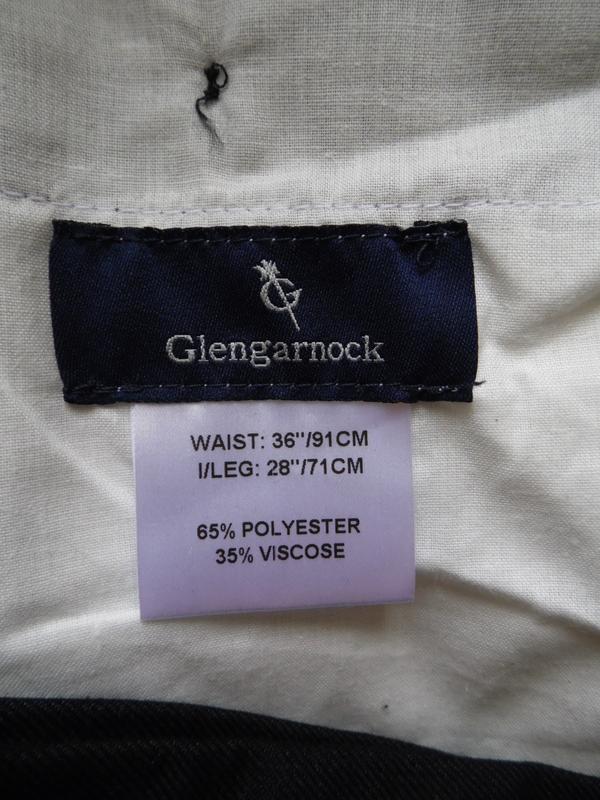 G
Glengarnock
WAIST: 36"/91CM
I/LEG: 28"/71CM
65% POLYESTER
35% VISCOSE